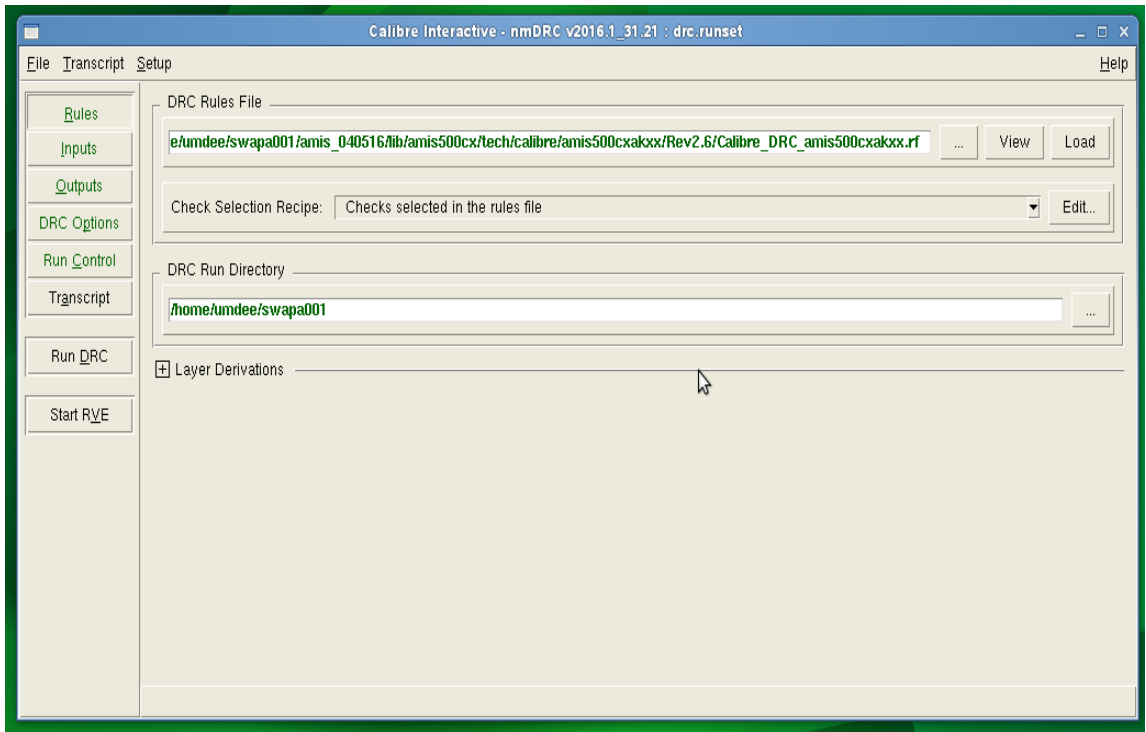 Calibre Interactive - nmDRC v2016.1_31.21 : drc.runset
File Transcript Setup Help
Rules
Inputs
Outputs
DRC Options
Run Control
Transcript
Run DRC
Start RVE
DRC Rules File
e/umdee/swapa001/amis_040516/lib/amis500cx/tech/calibre/amis500cxakxx/Rev2.6/Calibre_DRC_amis500cxakxx.rf ... View Load
Check Selection Recipe: Checks selected in the rules file Edit...
DRC Run Directory
/home/umdee/swapa001 ...
Layer Derivations